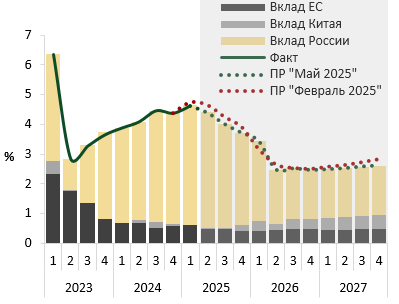 Вклад ЕС
Вклад Китая
Вклад России
Факт
ПР "Май 2025"
ПР "Февраль 2025"
7
6
5
4
3
2
1
0
%
1 2 3 4 1 2 3 4 1 2 3 4 1 2 3 4 1 2 3 4
2023 2024 2025 2026 2027